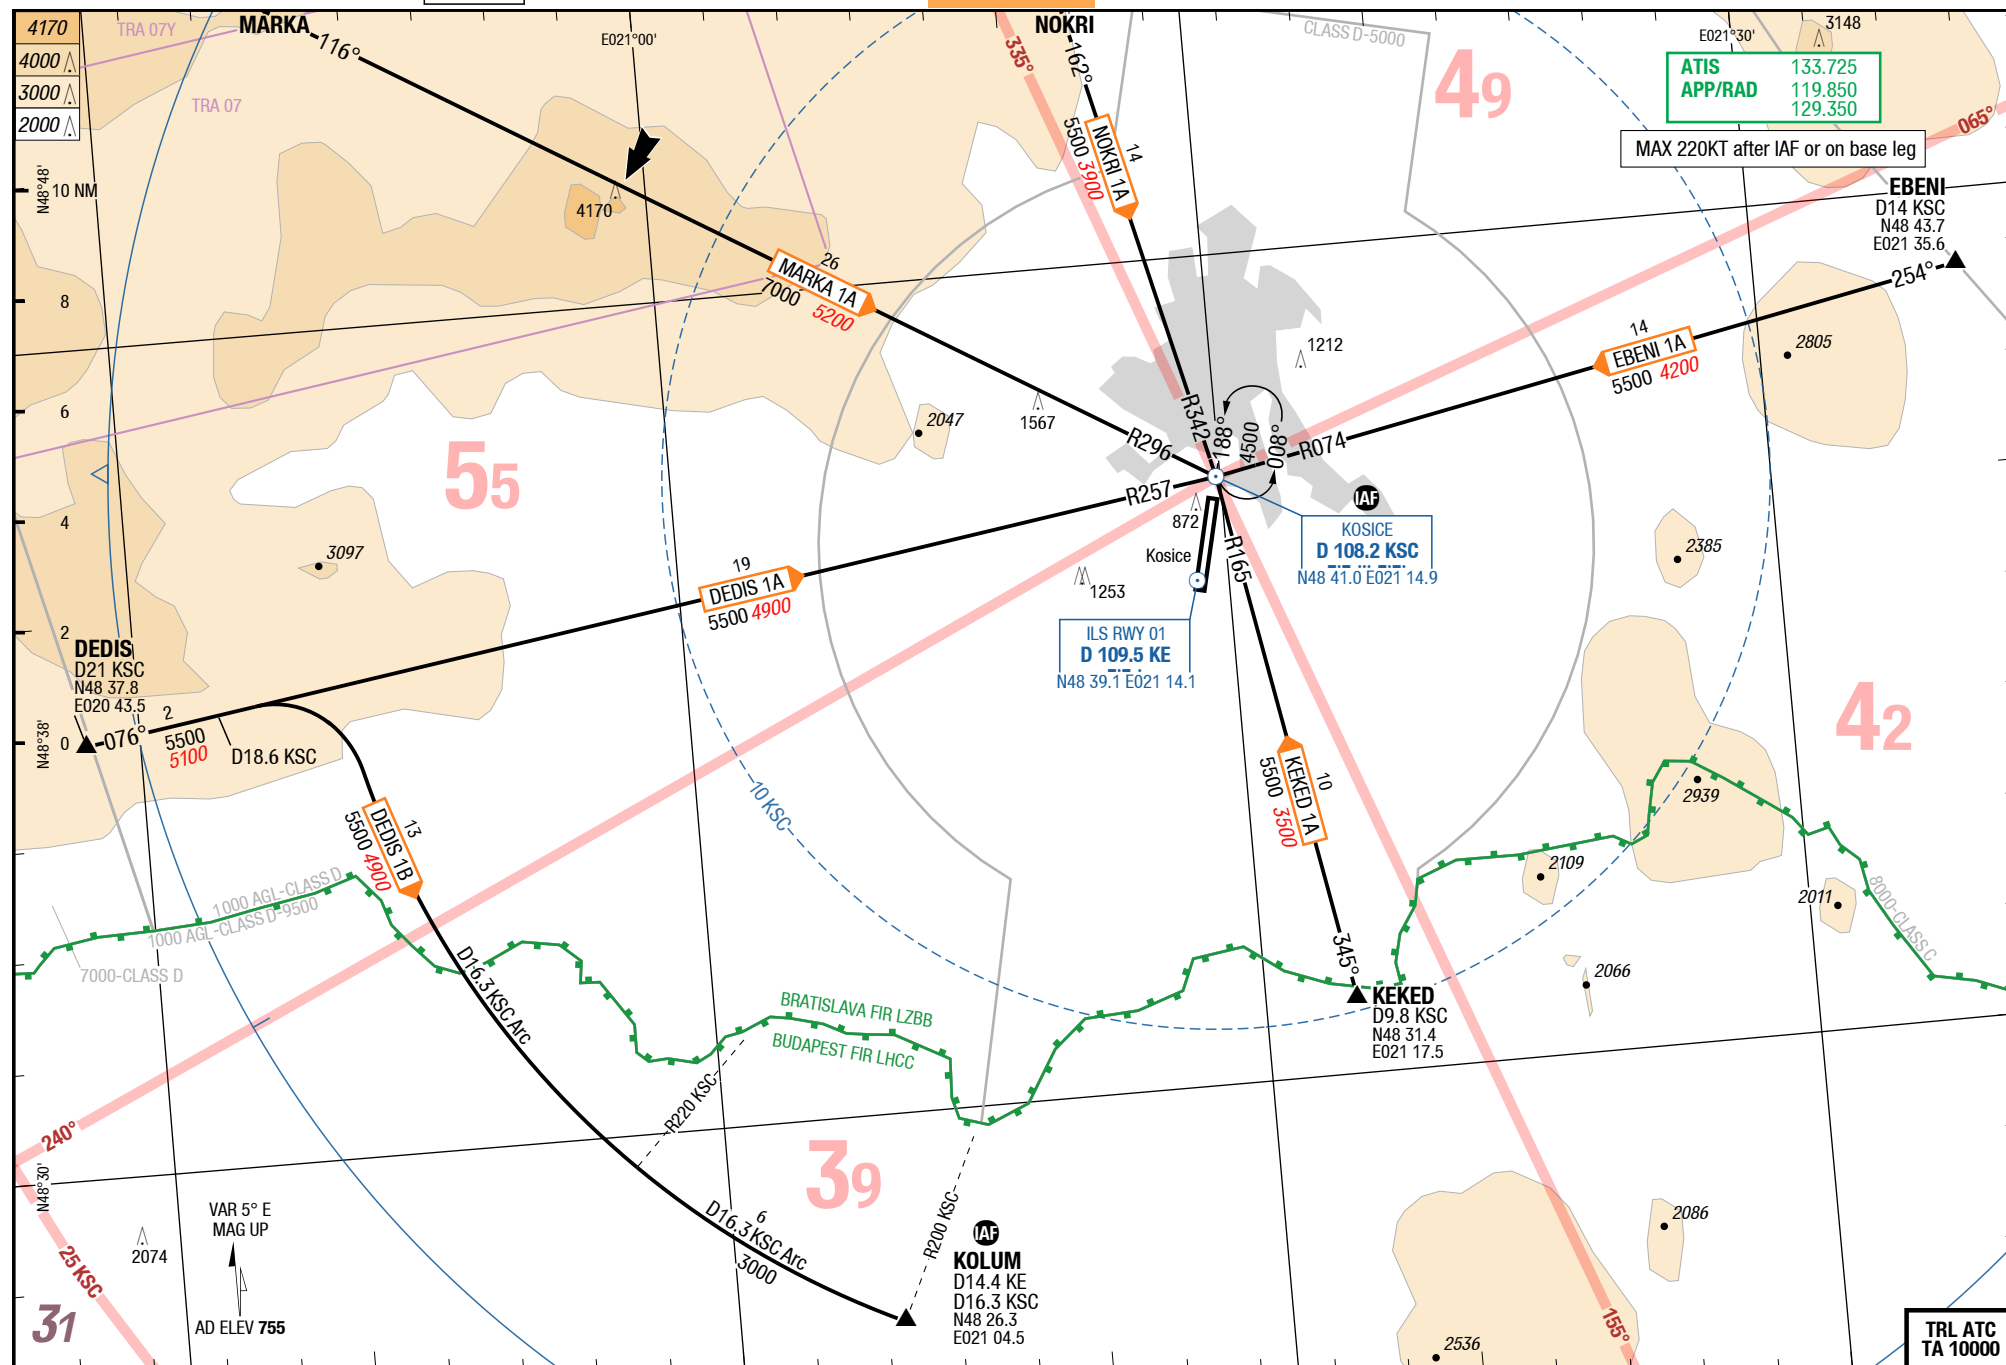 4170
4000
3000
2000
TRA 07Y
MARKA
116°
TRA 07
E021°00'
NOKRI
335°
162°
CLASS D-5000
49
E021°30'
3148
ATIS 133.725
APP/RAD 119.850
129.350
065°
MAX 220KT after IAF or on base leg
EBENI
D14 KSC
N48 43.7
E021 35.6
254°
N48°48'
10 NM
8
6
4
2
0
4170
14
NOKRI 1A
5500 3900
26
MARKA 1A
7000 5200
14
EBENI 1A
5500 4200
2805
1212
2047
1567
R296
R342
188°
4500
008°
R074
R257
55
IAF
KOSICE
D 108.2 KSC
N48 41.0 E021 14.9
872
Kosice
R165
2385
3097
19
DEDIS 1A
5500 4900
1253
ILS RWY 01
D 109.5 KE
N48 39.1 E021 14.1
DEDIS
D21 KSC
N48 37.8
E020 43.5
N48°38'
076°
2
5500
5100
D18.6 KSC
42
10 KSC
10
KEKED 1A
5500 3500
2939
13
DEDIS 1B
5500 4900
2109
2011
8000-CLASS C
1000 AGL-CLASS D
1000 AGL-CLASS D-9500
7000-CLASS D
D16.3 KSC Arc
345°
KEKED
D9.8 KSC
N48 31.4
E021 17.5
2066
BRATISLAVA FIR LZBB
BUDAPEST FIR LHCC
R220 KSC
240°
N48°30'
39
VAR 5° E
MAG UP
2074
AD ELEV 755
25 KSC
31
6
D16.3 KSC Arc
3000
R200 KSC
IAF
KOLUM
D14.4 KE
D16.3 KSC
N48 26.3
E021 04.5
2086
2536
155°
TRL ATC
TA 10000